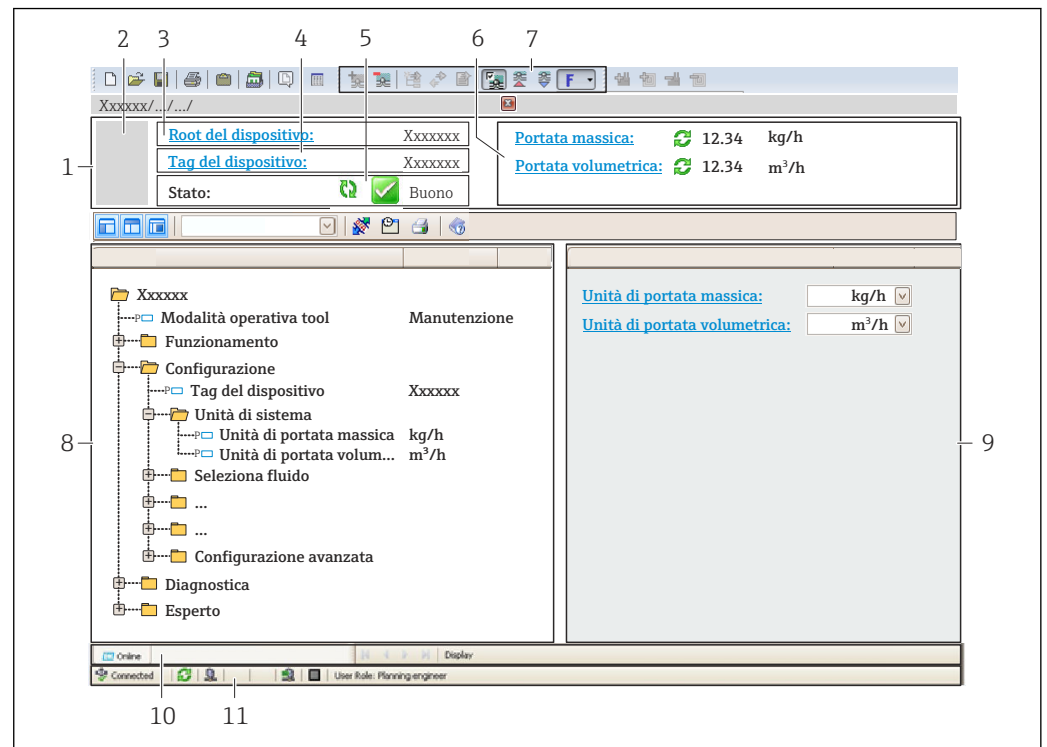 2 3 4 5 6 7
F
Xxxxxx/.../.../
1
Root del dispositivo: Xxxxxxx
Tag del dispositivo: Xxxxxxx
Stato: Buono
Portata massica: 12.34 kg/h
Portata volumetrica: 12.34 m³/h
Xxxxxx
Modalità operativa tool Manutenzione
Funzionamento
Configurazione
Tag del dispositivo Xxxxxx
Unità di sistema
Unità di portata massica kg/h
Unità di portata volum... m³/h
Seleziona fluido
...
...
Configurazione avanzata
Diagnostica
Esperto
8
Unità di portata massica: kg/h
Unità di portata volumetrica: m³/h
9
Online Display
Connected User Role: Planning engineer
10 11